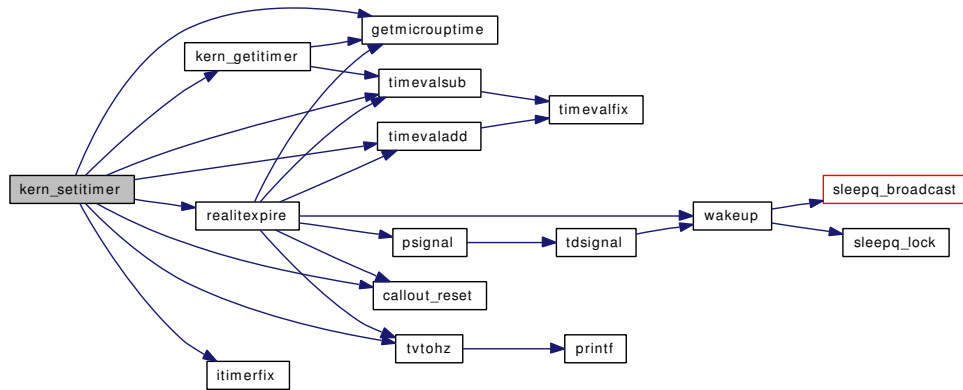 getmicrouptime
kern_getitimer
timevalsub
timevalfix
timevaladd
kern_setitimer
sleepq_broadcast
realitexpire
wakeup
psignal
tdsignal
sleepq_lock
callout_reset
tvtohz
printf
itimerfix